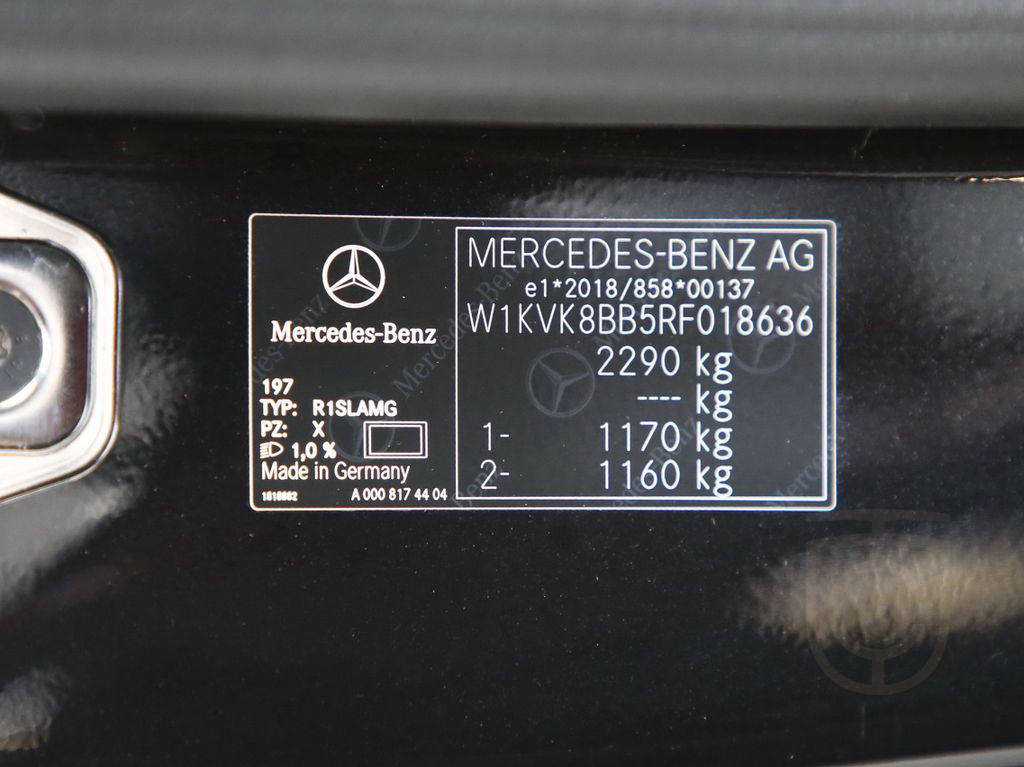 Mercedes-Benz
197
TYP: R1SLAMG
PZ: X
1,0 %
Made in Germany
1616662 A 000 817 44 04
MERCEDES-BENZ AG
e1*2018/858*00137
W1KVK8BB5RF018636
2290 kg
---- kg
1- 1170 kg
2- 1160 kg